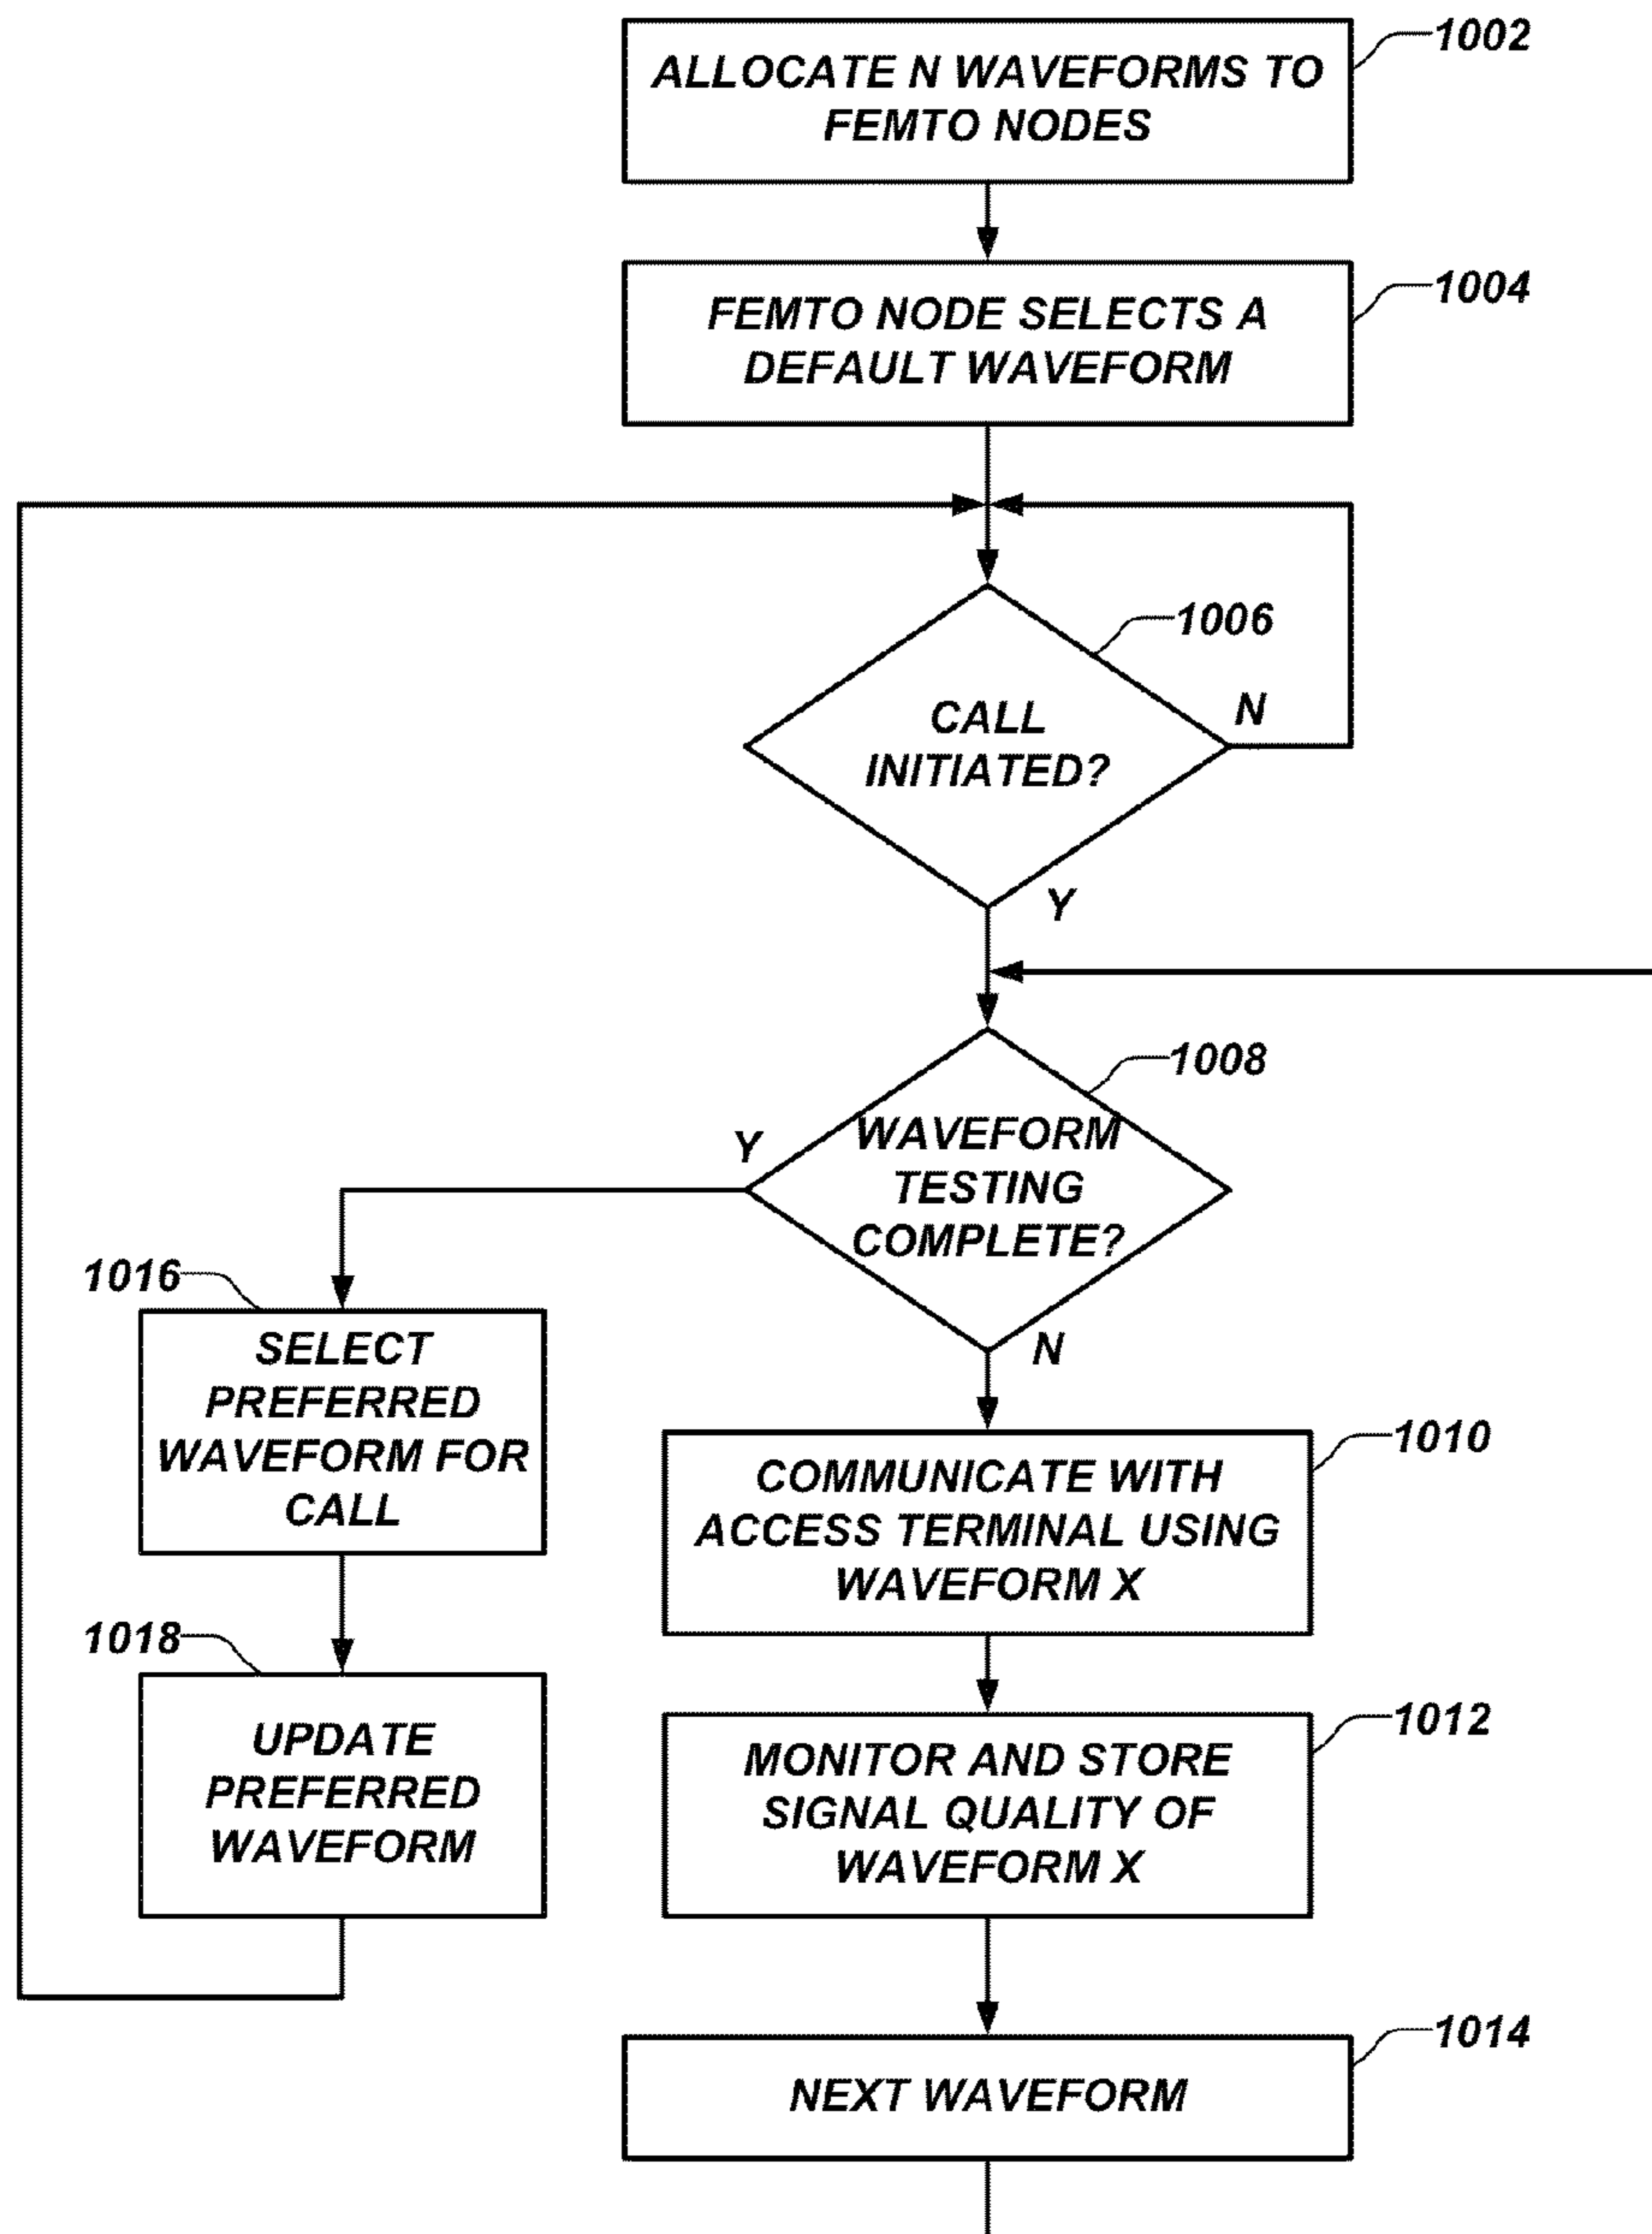 1002
ALLOCATE N WAVEFORMS TO
FEMTO NODES
1004
FEMTO NODE SELECTS A
DEFAULT WAVEFORM
1006
CALL
INITIATED?
N
Y
1008
WAVEFORM
TESTING
COMPLETE?
Y
N
1016
SELECT
PREFERRED
WAVEFORM FOR
CALL
1018
UPDATE
PREFERRED
WAVEFORM
1010
COMMUNICATE WITH
ACCESS TERMINAL USING
WAVEFORM X
1012
MONITOR AND STORE
SIGNAL QUALITY OF
WAVEFORM X
1014
NEXT WAVEFORM